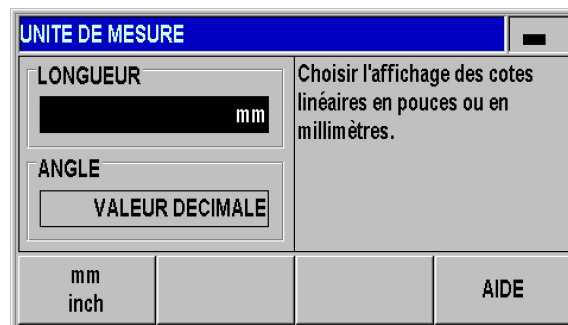 UNITE DE MESURE
LONGUEUR
mm
ANGLE
VALEUR DECIMALE
Choisir l'affichage des cotes
linéaires en pouces ou en
millimètres.
mm
inch
AIDE